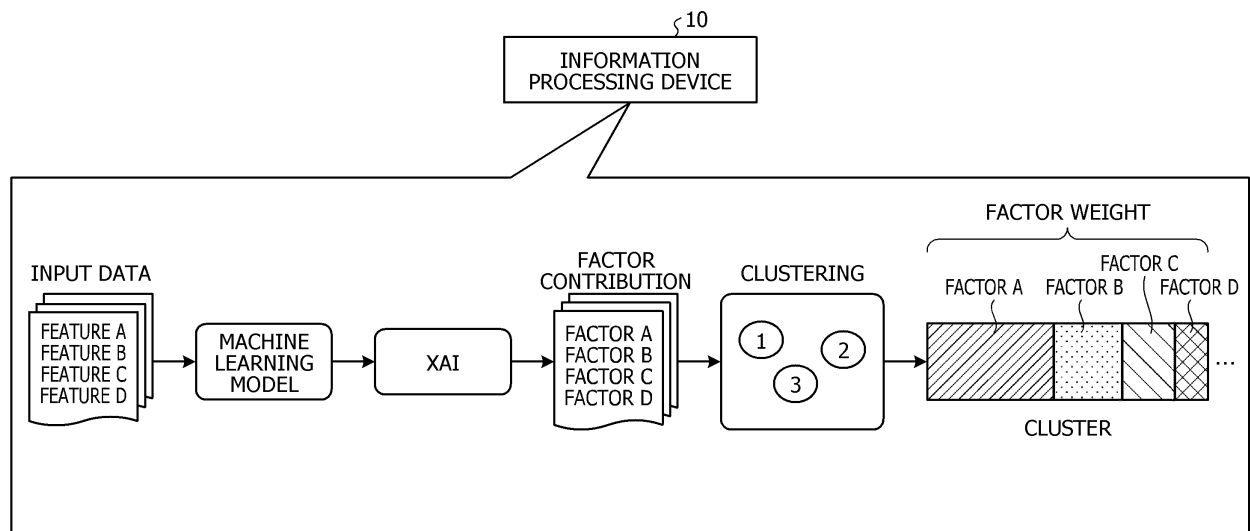 10
INFORMATION
PROCESSING DEVICE
INPUT DATA
FEATURE A
FEATURE B
FEATURE C
FEATURE D
MACHINE
LEARNING
MODEL
XAI
FACTOR
CONTRIBUTION
FACTOR A
FACTOR B
FACTOR C
FACTOR D
CLUSTERING
1
2
3
FACTOR WEIGHT
FACTOR A
FACTOR B
FACTOR C
FACTOR D
...
CLUSTER